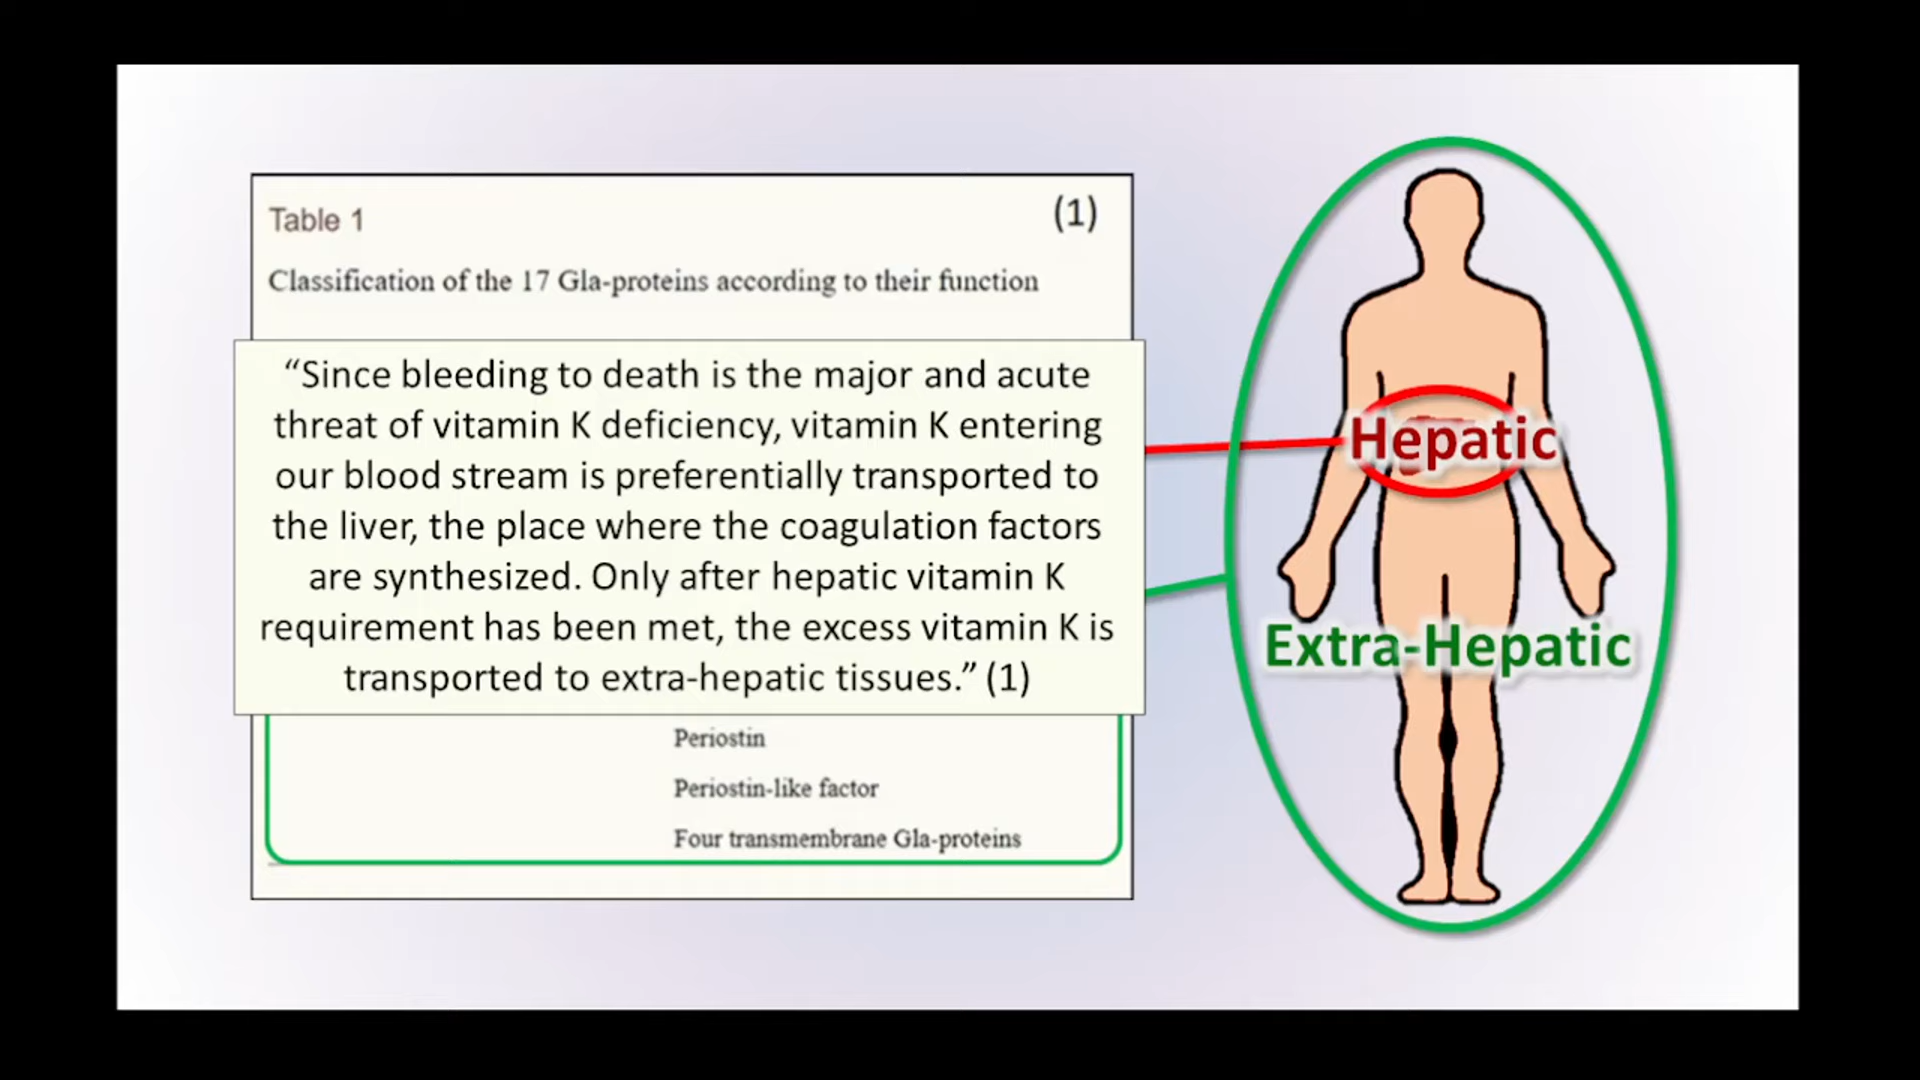 Table 1
(1)
Classification of the 17 Gla-proteins according to their function
“Since bleeding to death is the major and acute
threat of vitamin K deficiency, vitamin K entering
our blood stream is preferentially transported to
the liver, the place where the coagulation factors
are synthesized. Only after hepatic vitamin K
requirement has been met, the excess vitamin K is
transported to extra-hepatic tissues.” (1)
Periostin
Periostin-like factor
Four transmembrane Gla-proteins
Hepatic
Extra-Hepatic